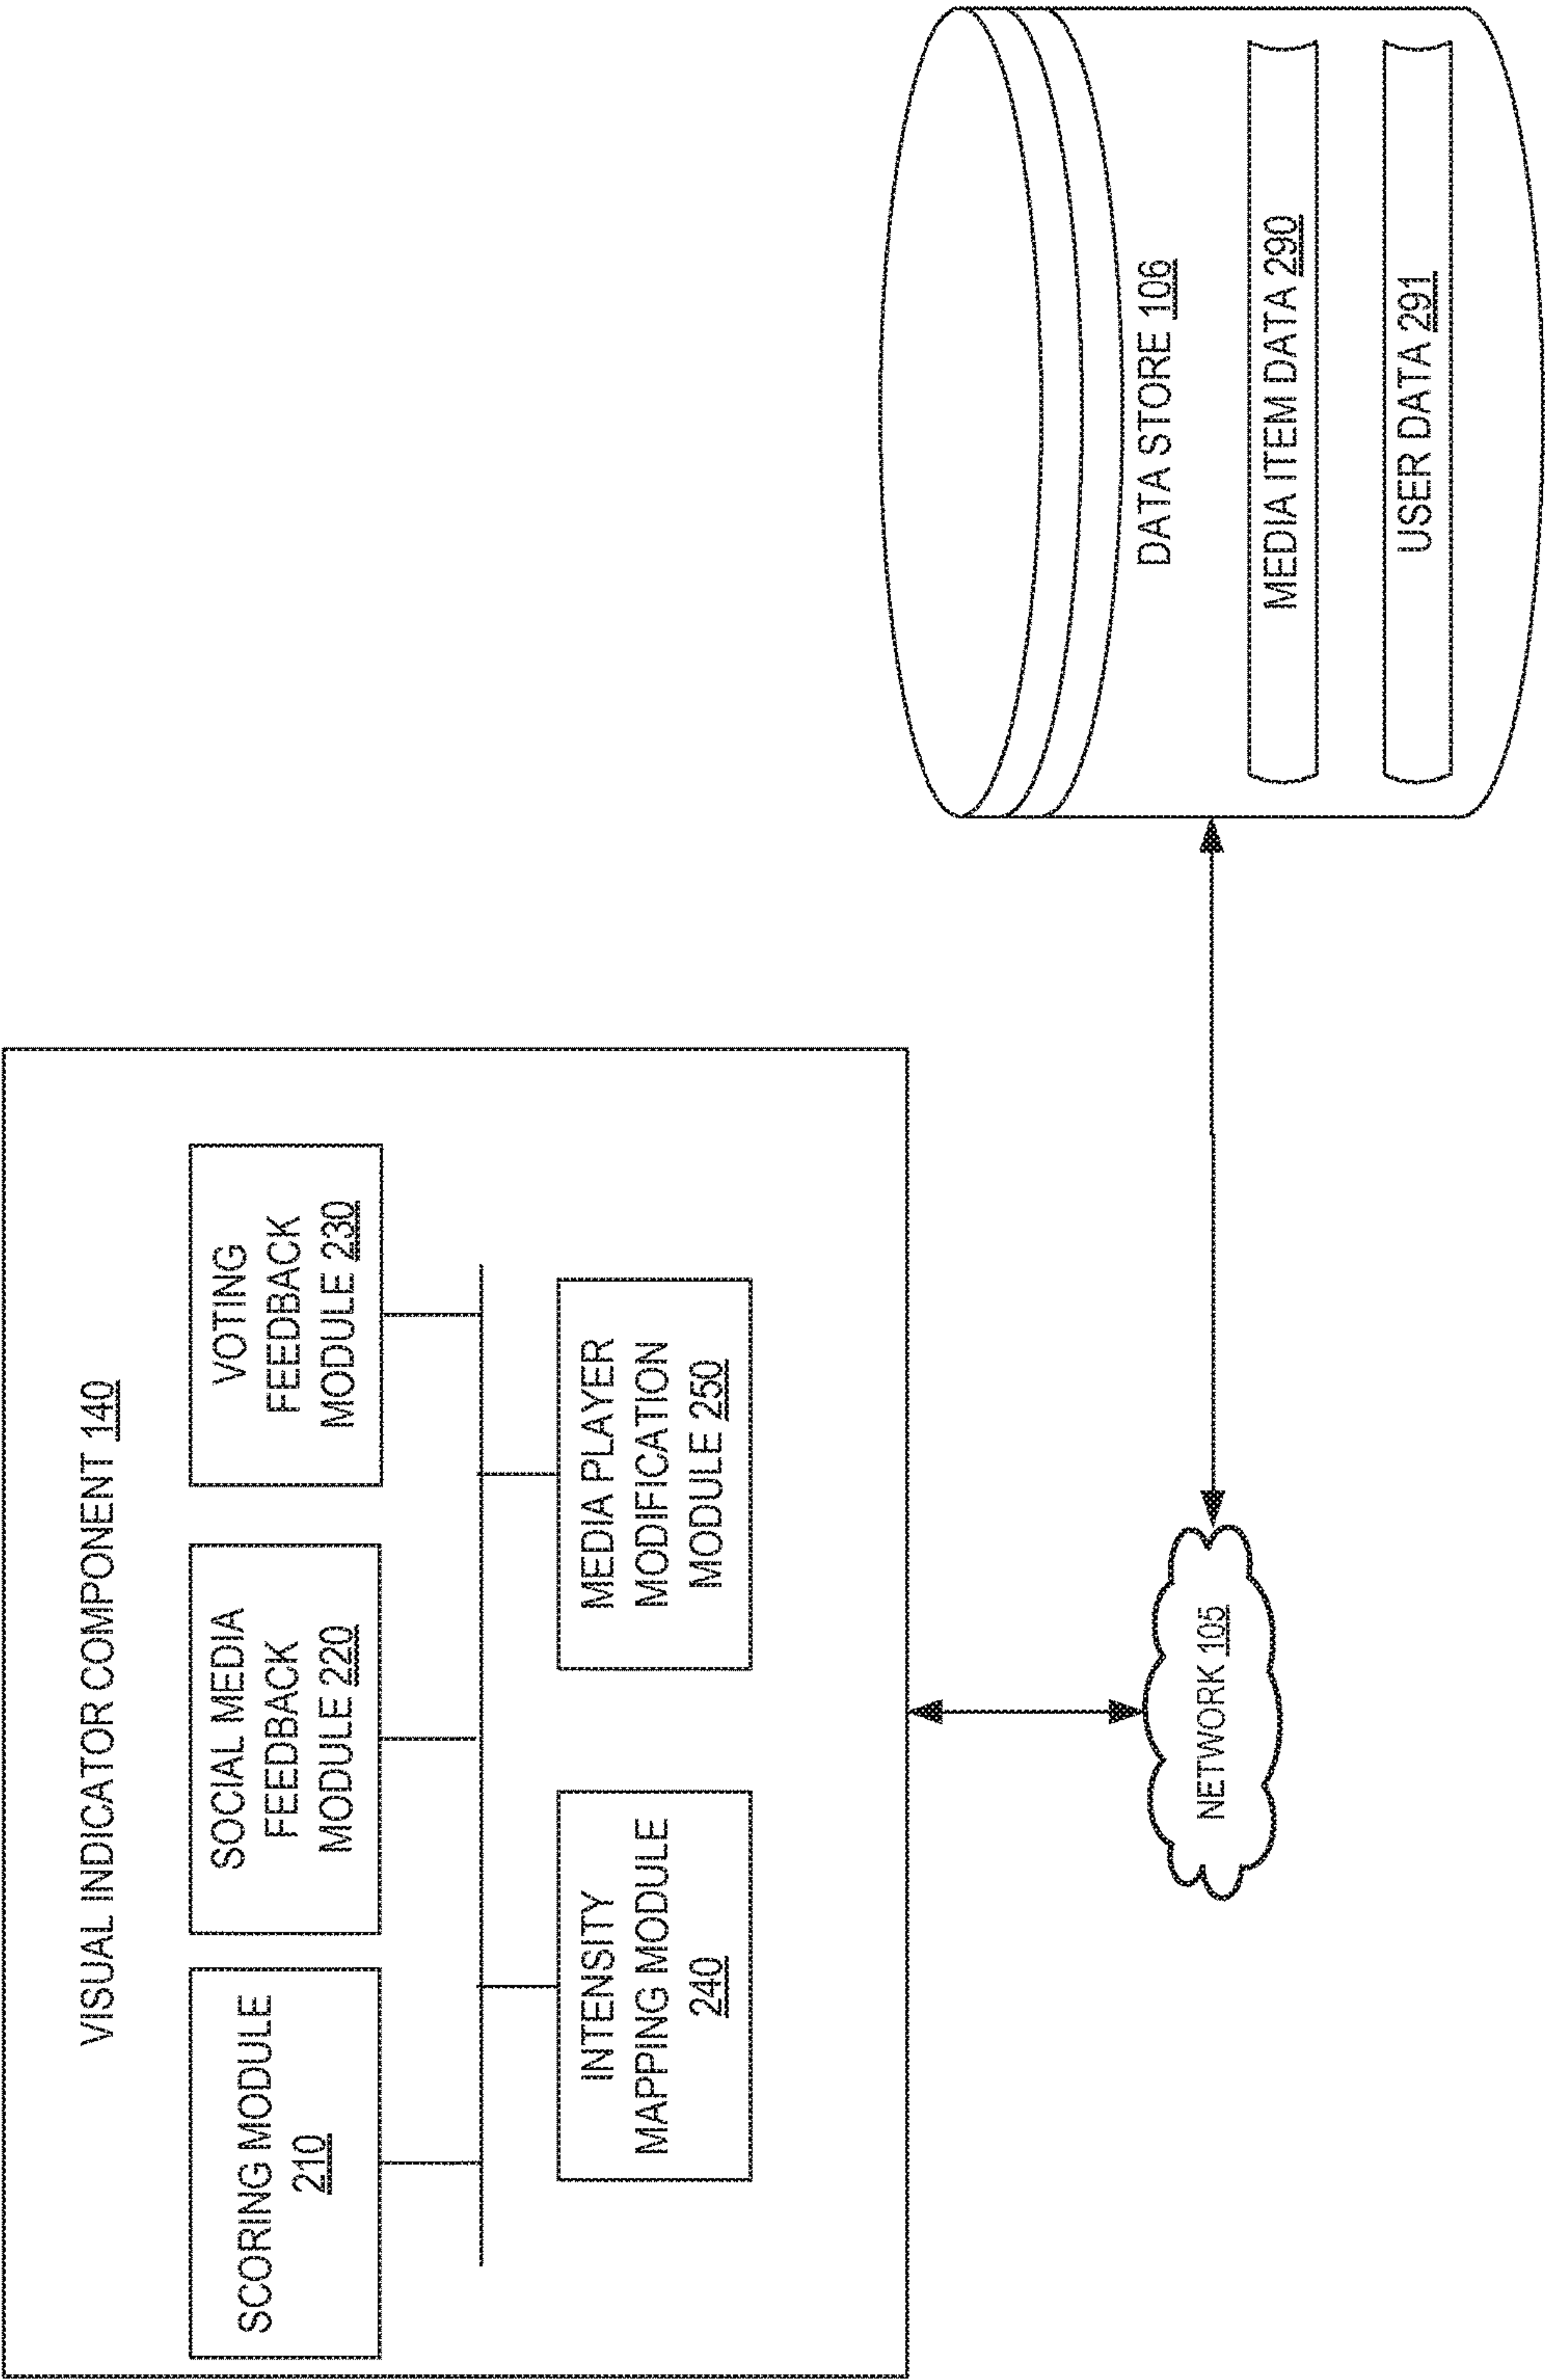 VISUAL INDICATOR COMPONENT 140
SCORING MODULE
210
SOCIAL MEDIA
FEEDBACK
MODULE 220
VOTING
FEEDBACK
MODULE 230
INTENSITY
MAPPING MODULE
240
MEDIA PLAYER
MODIFICATION
MODULE 250
NETWORK 105
DATA STORE 106
MEDIA ITEM DATA 290
USER DATA 291